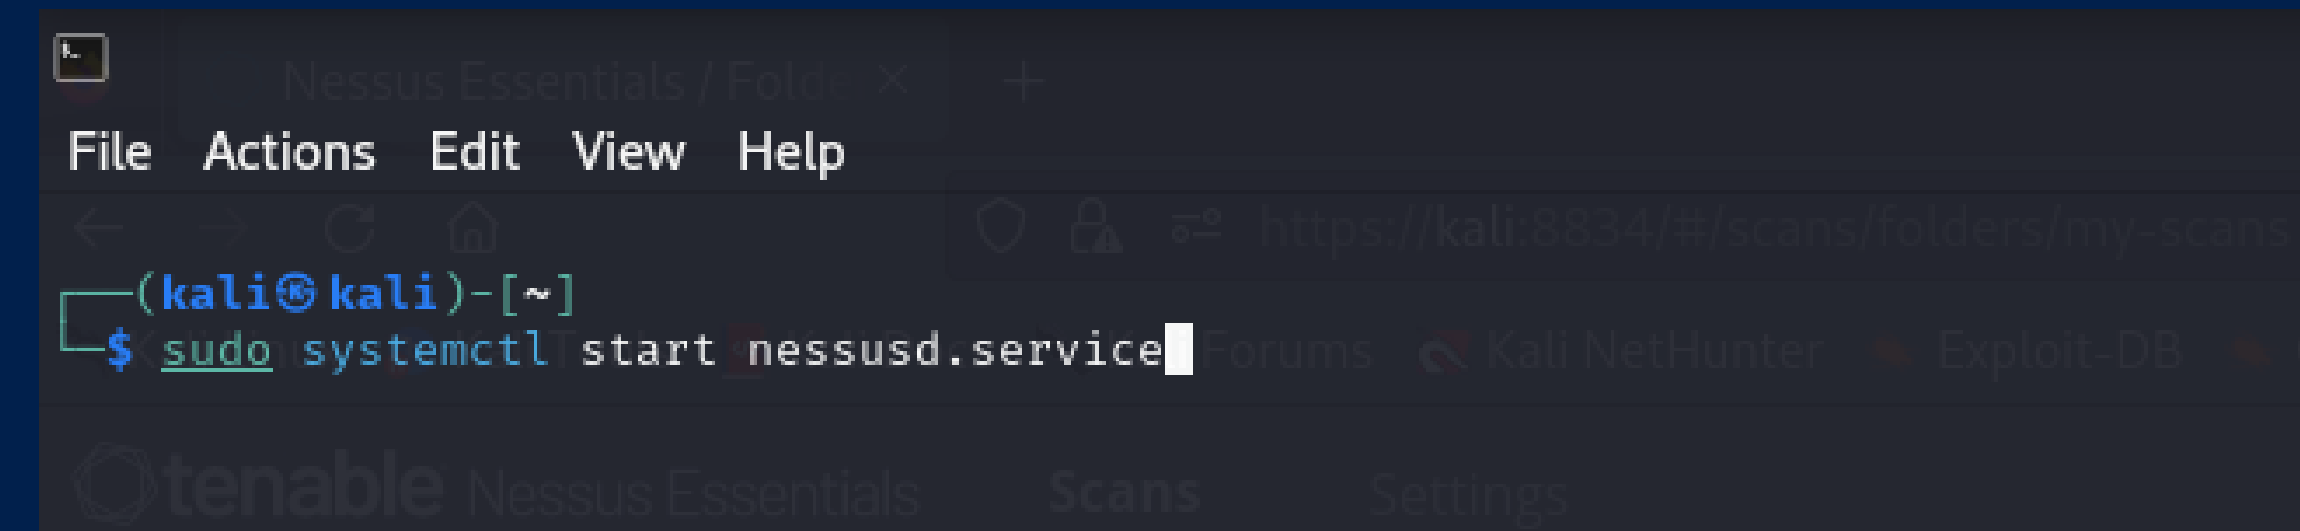 Nessus Essentials / Folde
File Actions Edit View Help
https://kali:8834/#/scans/folders/my-scans
(kali㉿kali)-[~]
$ sudo systemctl start nessusd.service
Forums Kali NetHunter Exploit-DB
tenable Nessus Essentials Scans Settings